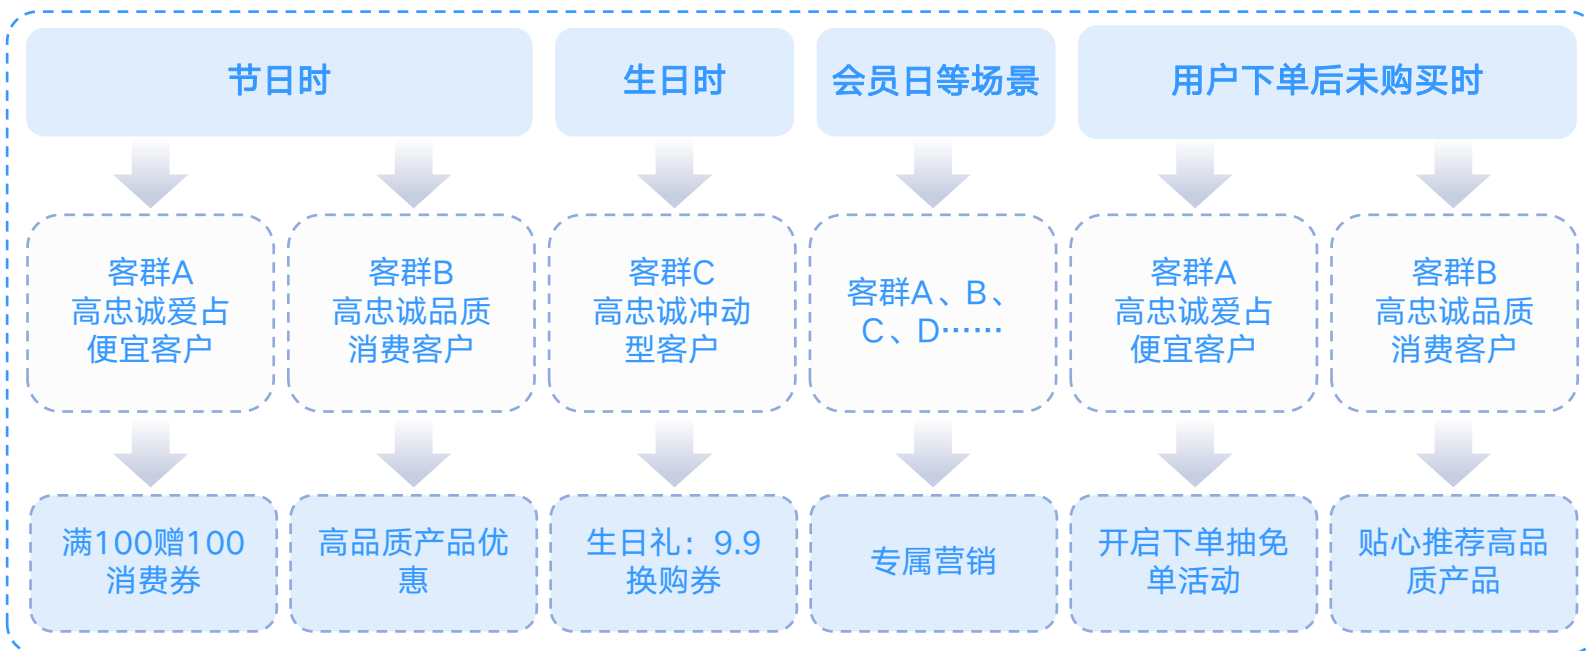 节日时
生日时
会员日等场景
用户下单后未购买时
客群A
高忠诚爱占
便宜客户
客群B
高忠诚品质
消费客户
客群C
高忠诚冲动
型客户
客群A、B、
C、D……
客群A
高忠诚爱占
便宜客户
客群B
高忠诚品质
消费客户
满100赠100
消费券
高品质产品优
惠
生日礼：9.9
换购券
专属营销
开启下单抽免
单活动
贴心推荐高品
质产品